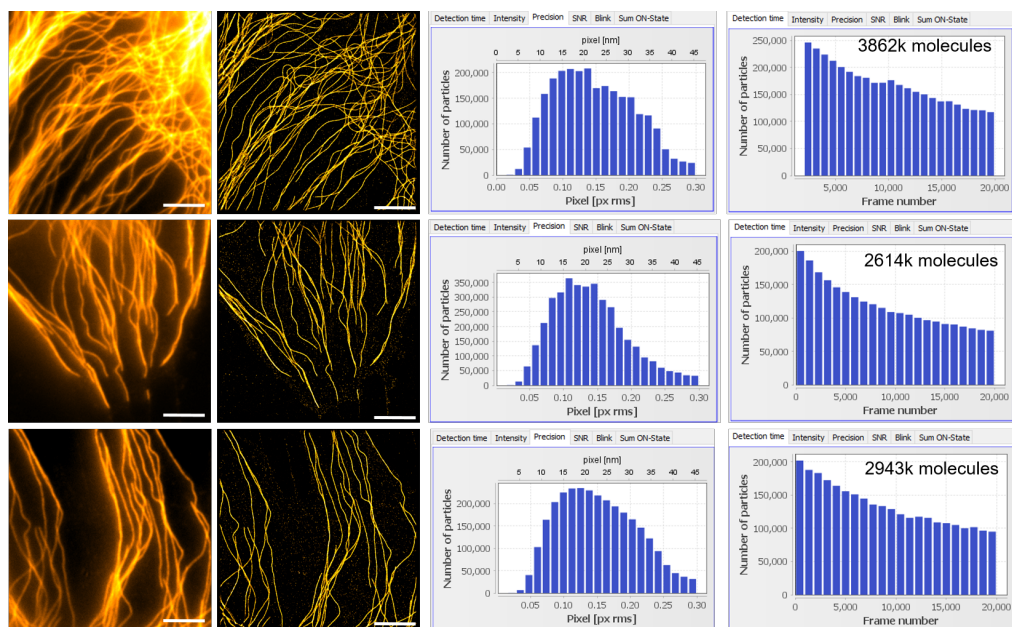 Detection time Intensity Precision SNR Blink Sum ON-State
pixel [nm]
0 5 10 15 20 25 30 35 40 45
Number of particles
200,000
150,000
100,000
50,000
0
0.00 0.05 0.10 0.15 0.20 0.25 0.30
Pixel [px rms]
Detection time Intensity Precision SNR Blink Sum ON-State
3862k molecules
Number of particles
250,000
200,000
150,000
100,000
50,000
0
5,000 10,000 15,000 20,000
Frame number
Detection time Intensity Precision SNR Blink Sum ON-State
pixel [nm]
5 10 15 20 25 30 35 40 45
Number of particles
350,000
300,000
250,000
200,000
150,000
100,000
50,000
0
0.05 0.10 0.15 0.20 0.25 0.30
Pixel [px rms]
Detection time Intensity Precision SNR Blink Sum ON-State
2614k molecules
Number of particles
200,000
150,000
100,000
50,000
0
0 5,000 10,000 15,000 20,000
Frame number
Detection time Intensity Precision SNR Blink Sum ON-State
pixel [nm]
5 10 15 20 25 30 35 40 45
Number of particles
200,000
150,000
100,000
50,000
0
0.05 0.10 0.15 0.20 0.25 0.30
Pixel [px rms]
Detection time Intensity Precision SNR Blink Sum ON-State
2943k molecules
Number of particles
200,000
150,000
100,000
50,000
0
0 5,000 10,000 15,000 20,000
Frame number